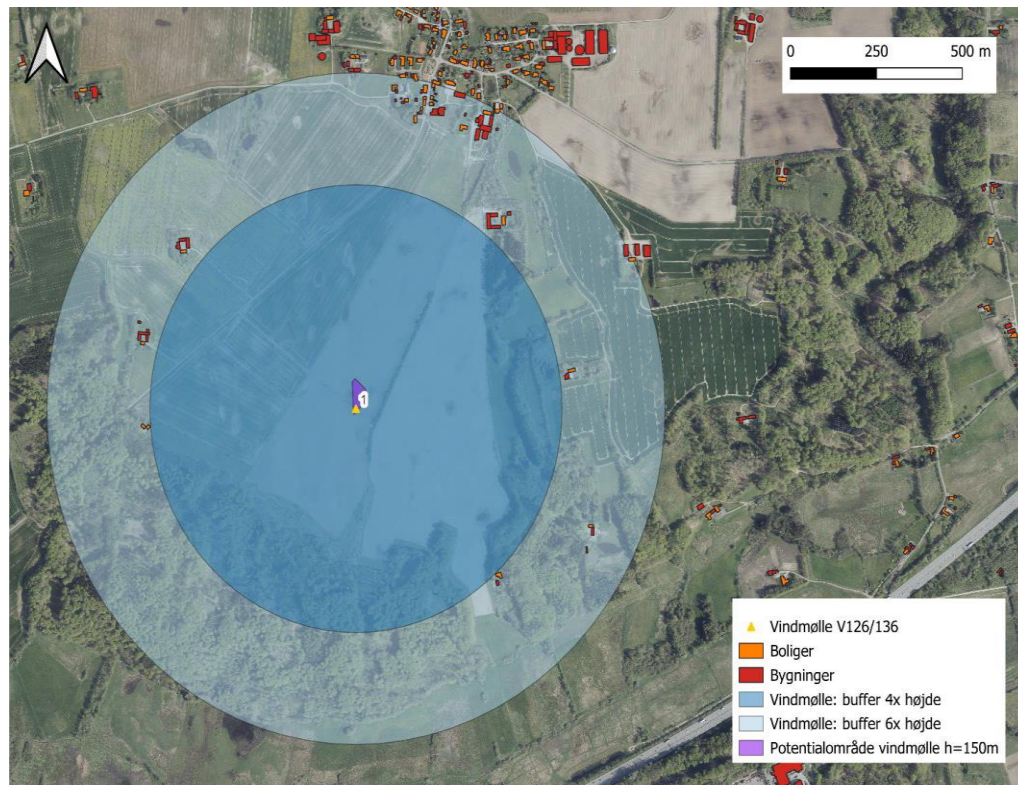 0 250 500 m
1
Vindmølle V126/136
Boliger
Bygninger
Vindmølle: buffer 4x højde
Vindmølle: buffer 6x højde
Potentialområde vindmølle h=150m